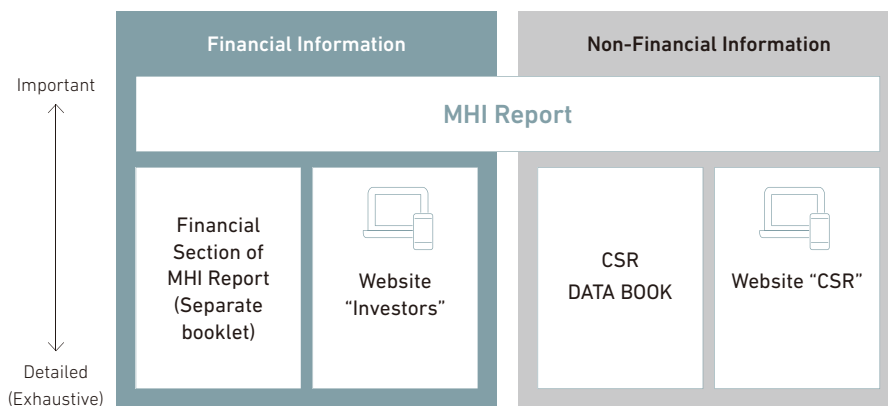 Financial Information
Non-Financial Information
Important
MHI Report
Financial
Section of
MHI Report
(Separate
booklet)
Website
“Investors”
CSR
DATA BOOK
Website “CSR”
Detailed
(Exhaustive)